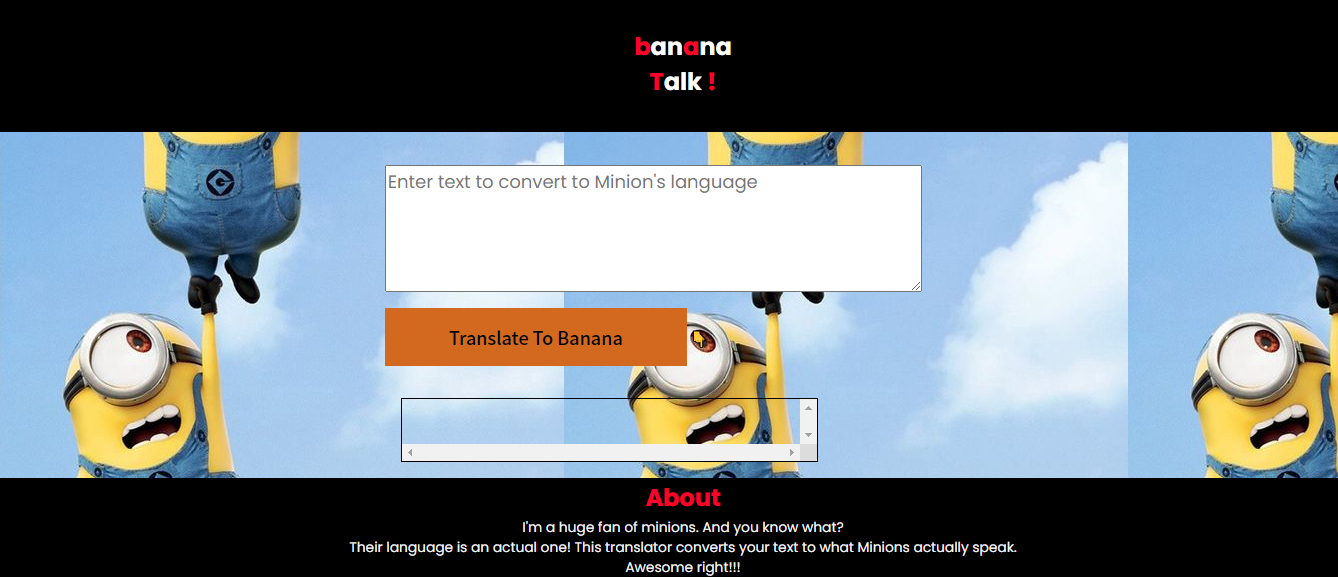 banana
Talk !
Enter text to convert to Minion's language
Translate To Banana
About
I'm a huge fan of minions. And you know what?
Their language is an actual one! This translator converts your text to what Minions actually speak.
Awesome right!!!